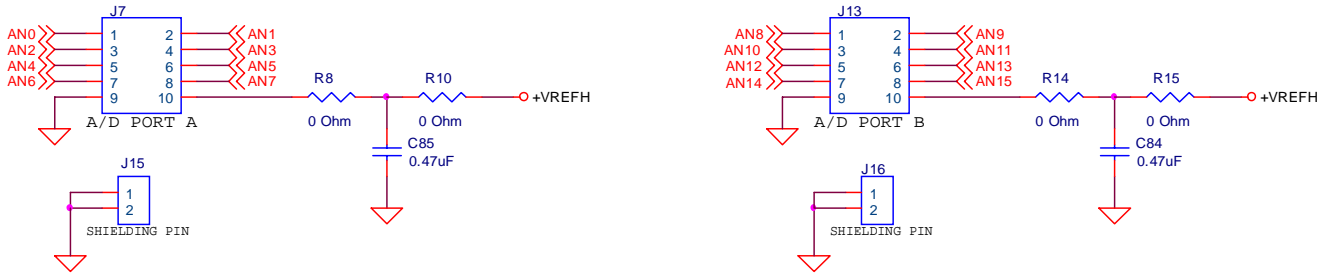 J7
AN0 1 2 AN1
AN2 3 4 AN3
AN4 5 6 AN5
AN6 7 8 AN7
9 10
A/D PORT A
R8
0 Ohm
R10
0 Ohm
+VREFH
C85
0.47uF
J15
1
2
SHIELDING PIN
J13
AN8 1 2 AN9
AN10 3 4 AN11
AN12 5 6 AN13
AN14 7 8 AN15
9 10
A/D PORT B
R14
0 Ohm
R15
0 Ohm
+VREFH
C84
0.47uF
J16
1
2
SHIELDING PIN